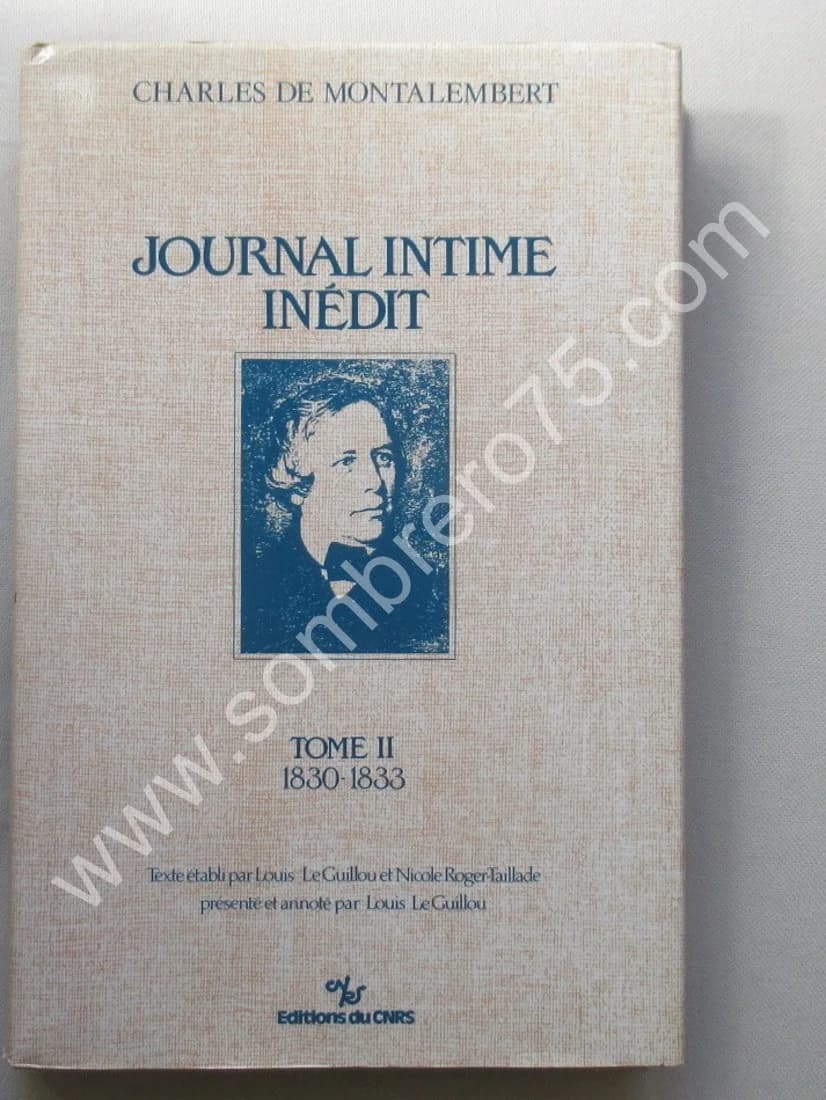 CHARLES DE MONTALEMBERT
JOURNAL INTIME
INÉDIT
TOME II
1830-1833
Texte établi par Louis Le Guillou et Nicole Roger-Taillade
présenté et annoté par Louis Le Guillou
Editions du CNRS
www.sombrero75.com